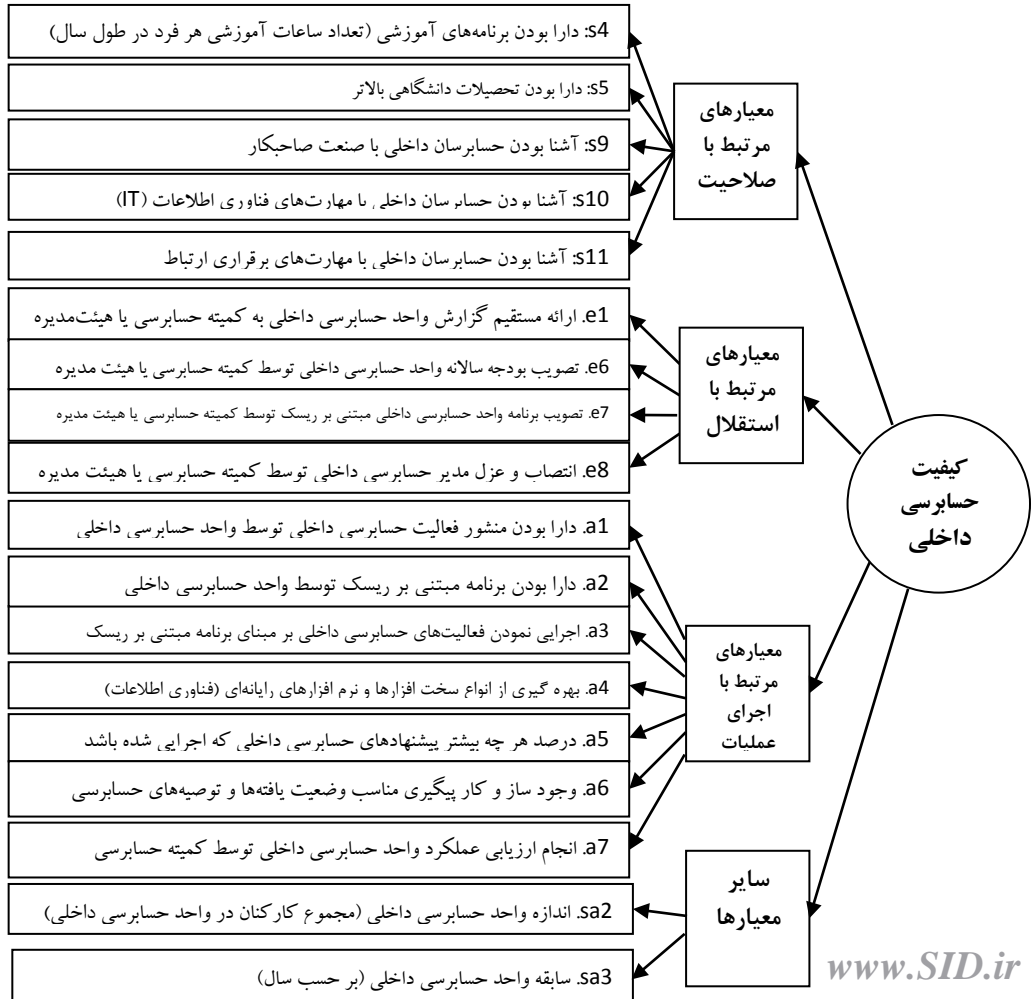 s4: دارا بودن برنامه‌های آموزشی (تعداد ساعات آموزشی هر فرد در طول سال)
s5: دارا بودن تحصیلات دانشگاهی بالاتر
s9: آشنا بودن حسابرسان داخلی با صنعت صاحبکار
s10: آشنا بودن حسابرسان داخلی با مهارت‌های فناوری اطلاعات (IT)
s11: آشنا بودن حسابرسان داخلی با مهارت‌های برقراری ارتباط
معیارهای
مرتبط با
صلاحیت
e1. ارائه مستقیم گزارش واحد حسابرسی داخلی به کمیته حسابرسی یا هیئت‌مدیره
e6. تصویب بودجه سالانه واحد حسابرسی داخلی توسط کمیته حسابرسی یا هیئت مدیره
e7. تصویب برنامه واحد حسابرسی داخلی مبتنی بر ریسک توسط کمیته حسابرسی یا هیئت مدیره
e8. انتصاب و عزل مدیر حسابرسی داخلی توسط کمیته حسابرسی یا هیئت مدیره
معیارهای
مرتبط با
استقلال
کیفیت
حسابرسی
داخلی
a1. دارا بودن منشور فعالیت حسابرسی داخلی توسط واحد حسابرسی داخلی
a2. دارا بودن برنامه مبتنی بر ریسک توسط واحد حسابرسی داخلی
a3. اجرایی نمودن فعالیت‌های حسابرسی داخلی بر مبنای برنامه مبتنی بر ریسک
a4. بهره گیری از انواع سخت افزارها و نرم افزارهای رایانه‌ای (فناوری اطلاعات)
a5. درصد هر چه بیشتر پیشنهادهای حسابرسی داخلی که اجرایی شده باشد
a6. وجود ساز و کار پیگیری مناسب وضعیت یافته‌ها و توصیه‌های حسابرسی
a7. انجام ارزیابی عملکرد واحد حسابرسی داخلی توسط کمیته حسابرسی
معیارهای
مرتبط با
اجرای
عملیات
sa2. اندازه واحد حسابرسی داخلی (مجموع کارکنان در واحد حسابرسی داخلی)
sa3. سابقه واحد حسابرسی داخلی (بر حسب سال)
سایر
معیارها
www.SID.ir